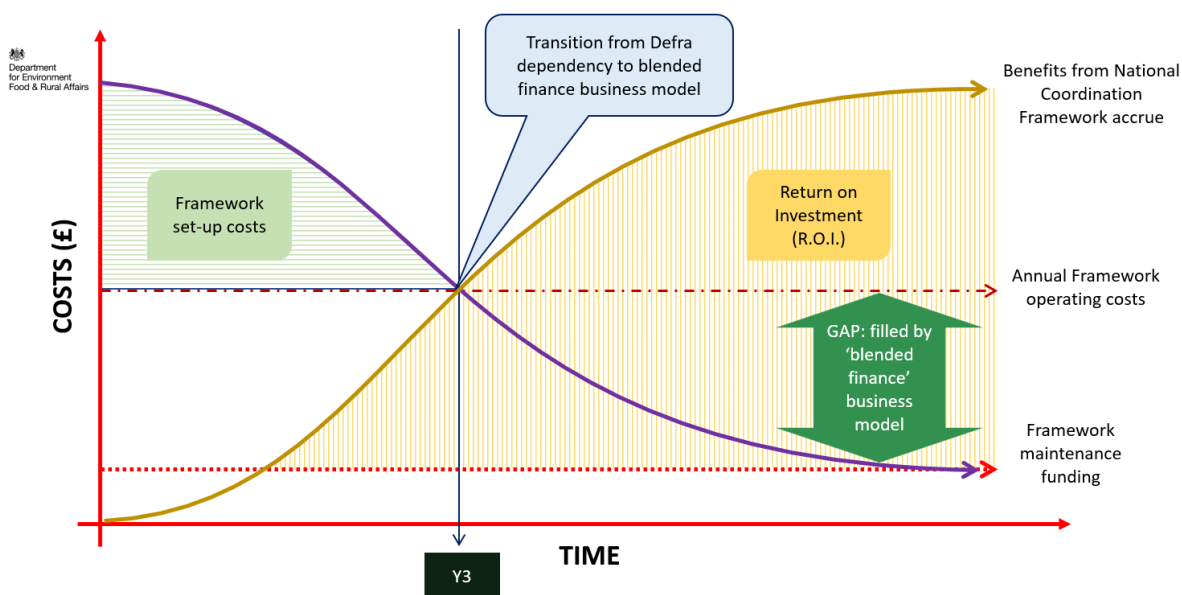 Department
for Environment
Food & Rural Affairs
Transition from Defra
dependency to blended
finance business model
Benefits from National
Coordination
Framework accrue
Framework
set-up costs
Return on
Investment
(R.O.I.)
COSTS (£)
Annual Framework
operating costs
GAP: filled by
‘blended
finance’
business
model
Framework
maintenance
funding
TIME
Y3